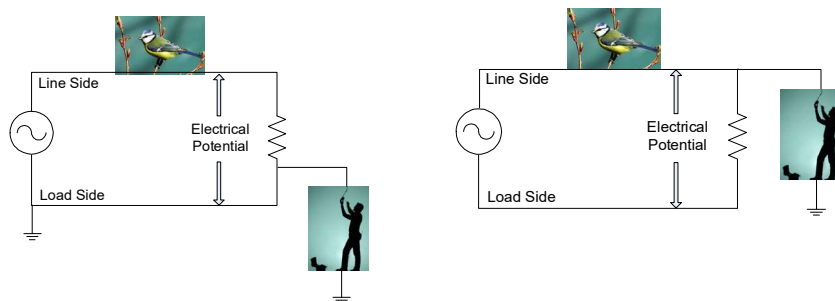 Line Side
Electrical
Potential
Load Side
Line Side
Electrical
Potential
Load Side